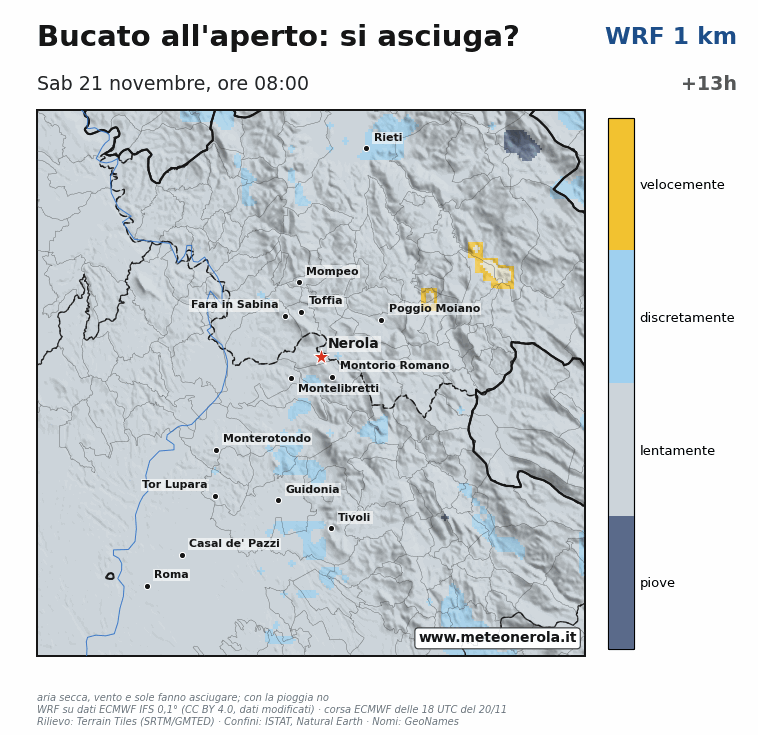 Bucato all'aperto: si asciuga?
WRF 1 km
Sab 21 novembre, ore 08:00
+13h
Rieti
velocemente
Mompeo
Toffia
Fara in Sabina
Poggio Moiano
discretamente
Nerola
Montorio Romano
Montelibretti
Monterotondo
lentamente
Tor Lupara
Guidonia
Tivoli
Casal de' Pazzi
Roma
piove
www.meteonerola.it
aria secca, vento e sole fanno asciugare; con la pioggia no
WRF su dati ECMWF IFS 0,1° (CC BY 4.0, dati modificati) · corsa ECMWF delle 18 UTC del 20/11
Rilievo: Terrain Tiles (SRTM/GMTED) · Confini: ISTAT, Natural Earth · Nomi: GeoNames